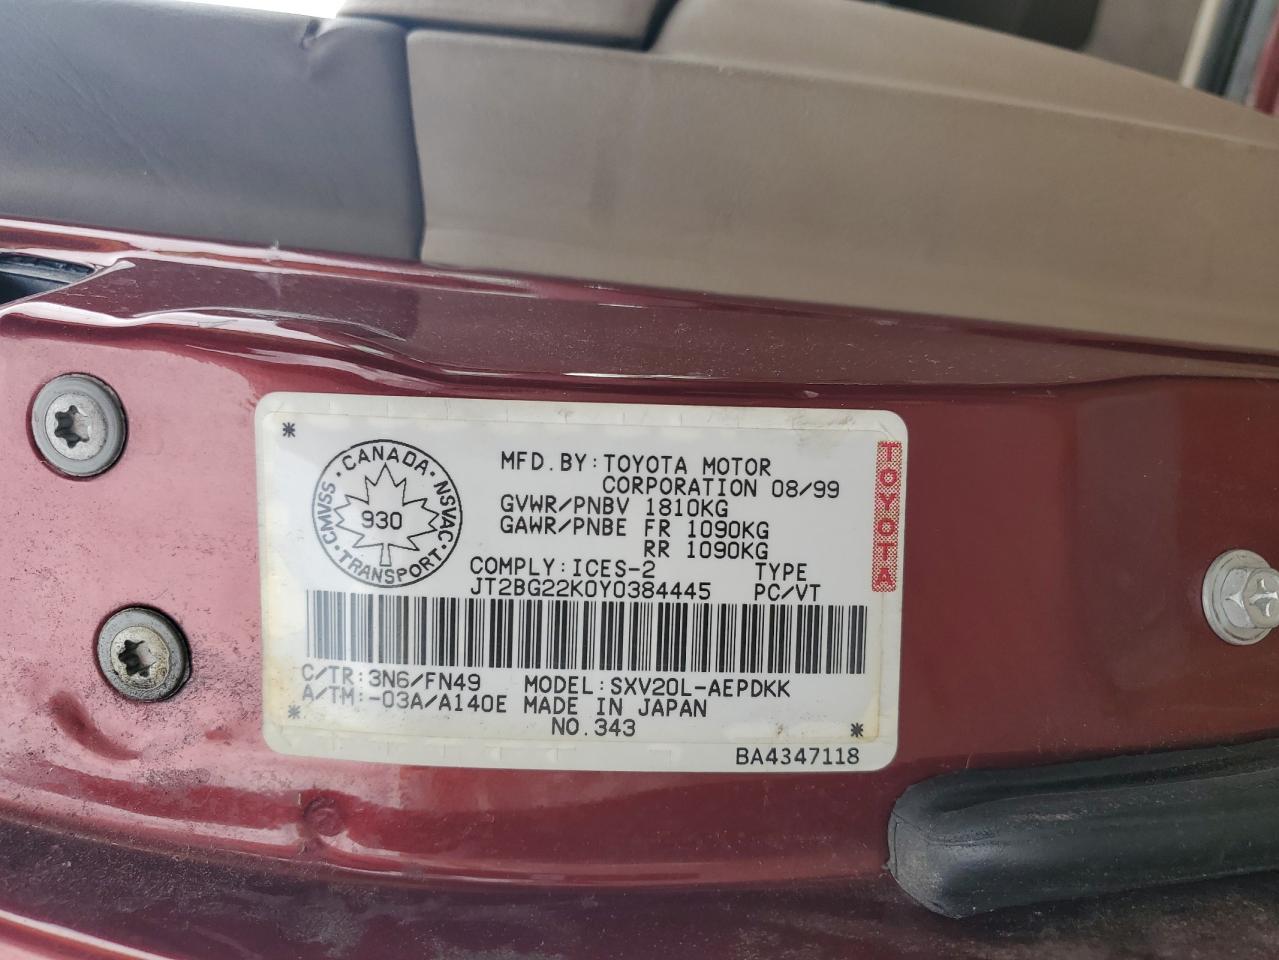 *
CMVSS · CANADA · NSVAC · TRANSPORT ·
930
MFD. BY: TOYOTA MOTOR
CORPORATION 08/99
GVWR/PNBV 1810KG
GAWR/PNBE FR 1090KG
RR 1090KG
COMPLY: ICES-2 TYPE
JT2BG22K0Y0384445 PC/VT
TOYOTA
C/TR: 3N6/FN49 MODEL: SXV20L-AEPDKK
A/TM: -03A/A140E MADE IN JAPAN
* NO. 343 *
BA4347118